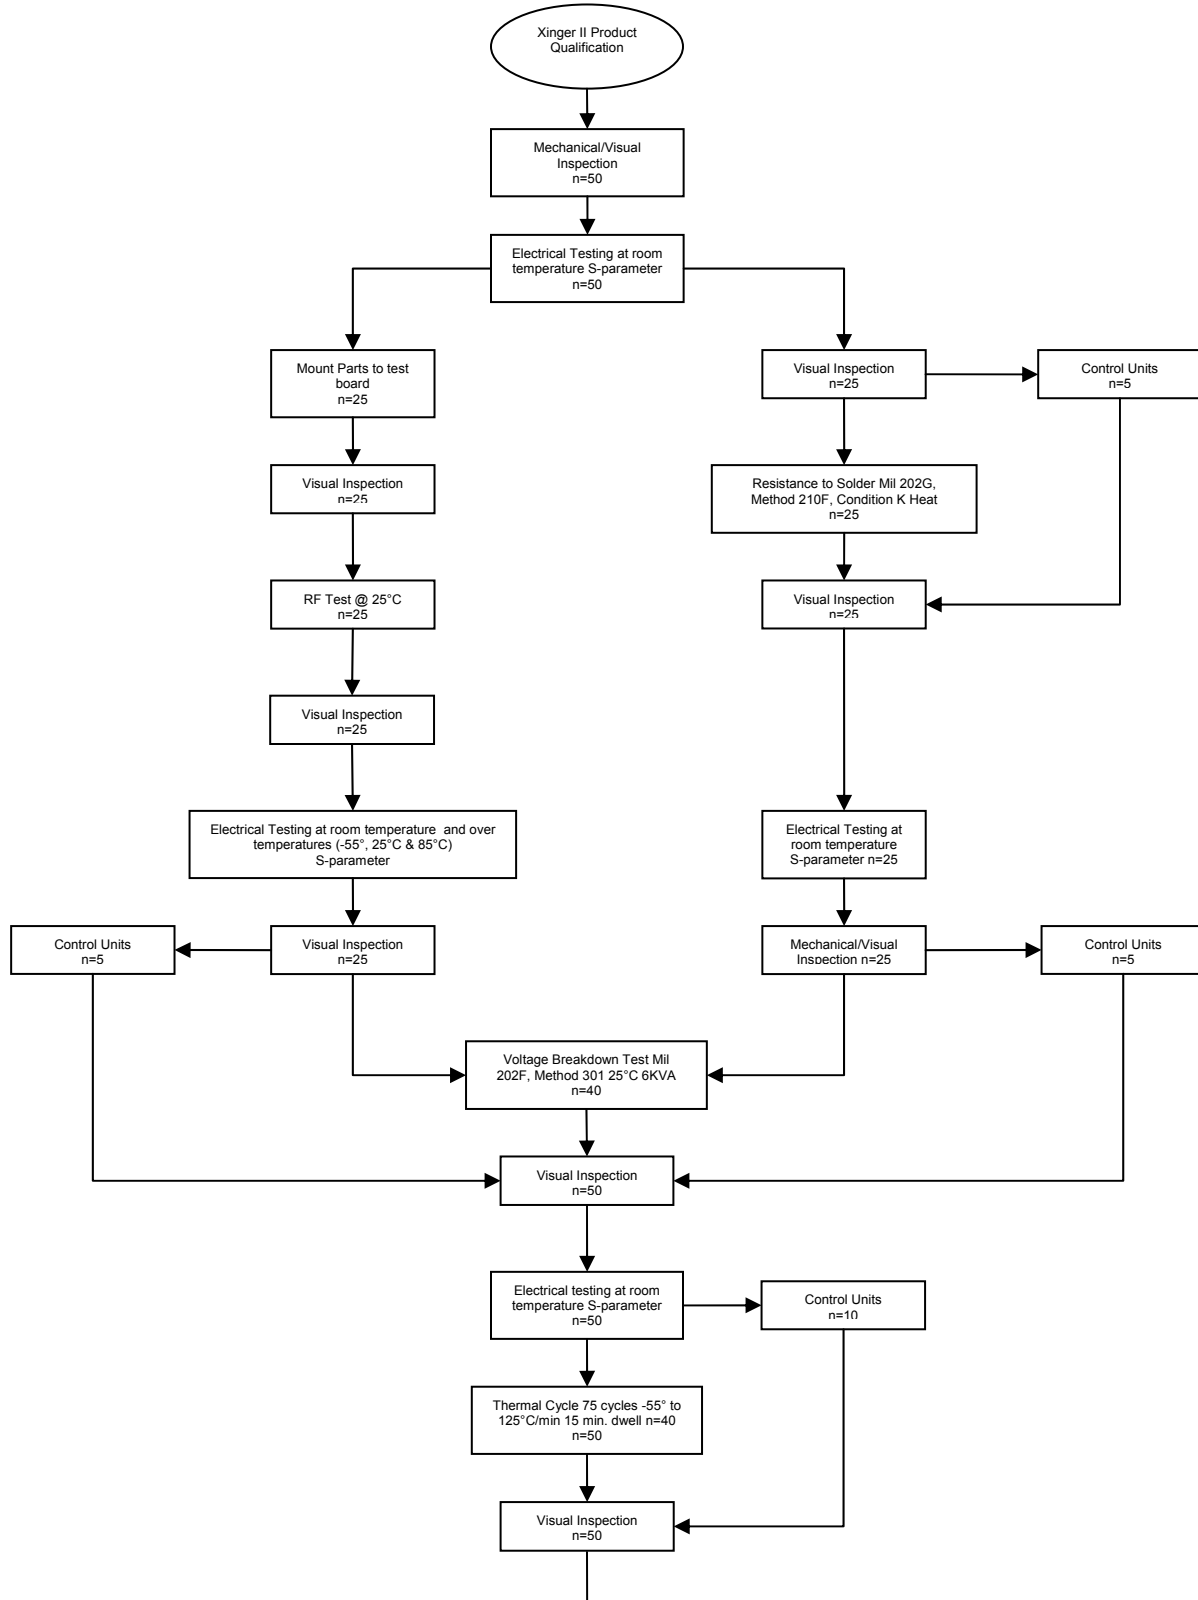 Xinger II Product
Qualification
Mechanical/Visual
Inspection
n=50
Electrical Testing at room
temperature S-parameter
n=50
Mount Parts to test
board
n=25
Visual Inspection
n=25
Control Units
n=5
Visual Inspection
n=25
Resistance to Solder Mil 202G,
Method 210F, Condition K Heat
n=25
RF Test @ 25°C
n=25
Visual Inspection
n=25
Visual Inspection
n=25
Electrical Testing at room temperature  and over
temperatures (-55°, 25°C & 85°C)
S-parameter
Electrical Testing at
room temperature
S-parameter n=25
Control Units
n=5
Visual Inspection
n=25
Mechanical/Visual
Inspection n=25
Control Units
n=5
Voltage Breakdown Test Mil
202F, Method 301 25°C 6KVA
n=40
Visual Inspection
n=50
Electrical testing at room
temperature S-parameter
n=50
Control Units
n=10
Thermal Cycle 75 cycles -55° to
125°C/min 15 min. dwell n=40
n=50
Visual Inspection
n=50